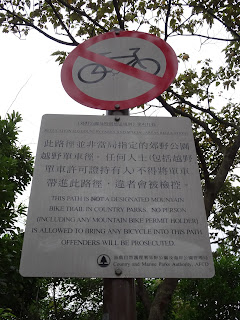 此路徑並非當局指定的郊野公園
越野單車徑，任何人士(包括越野
單車許可證持有人)不得將單車
帶進此路徑，違者會被檢控。
THIS PATH IS NOT A DESIGNATED MOUNTAIN
BIKE TRAIL IN COUNTRY PARKS. NO PERSON
(INCLUDING ANY MOUNTAIN BIKE PERMIT HOLDER)
IS ALLOWED TO BRING ANY BICYCLE INTO THIS PATH
OFFENDERS WILL BE PROSECUTED.
Country and Marine Parks Authority, AFCD